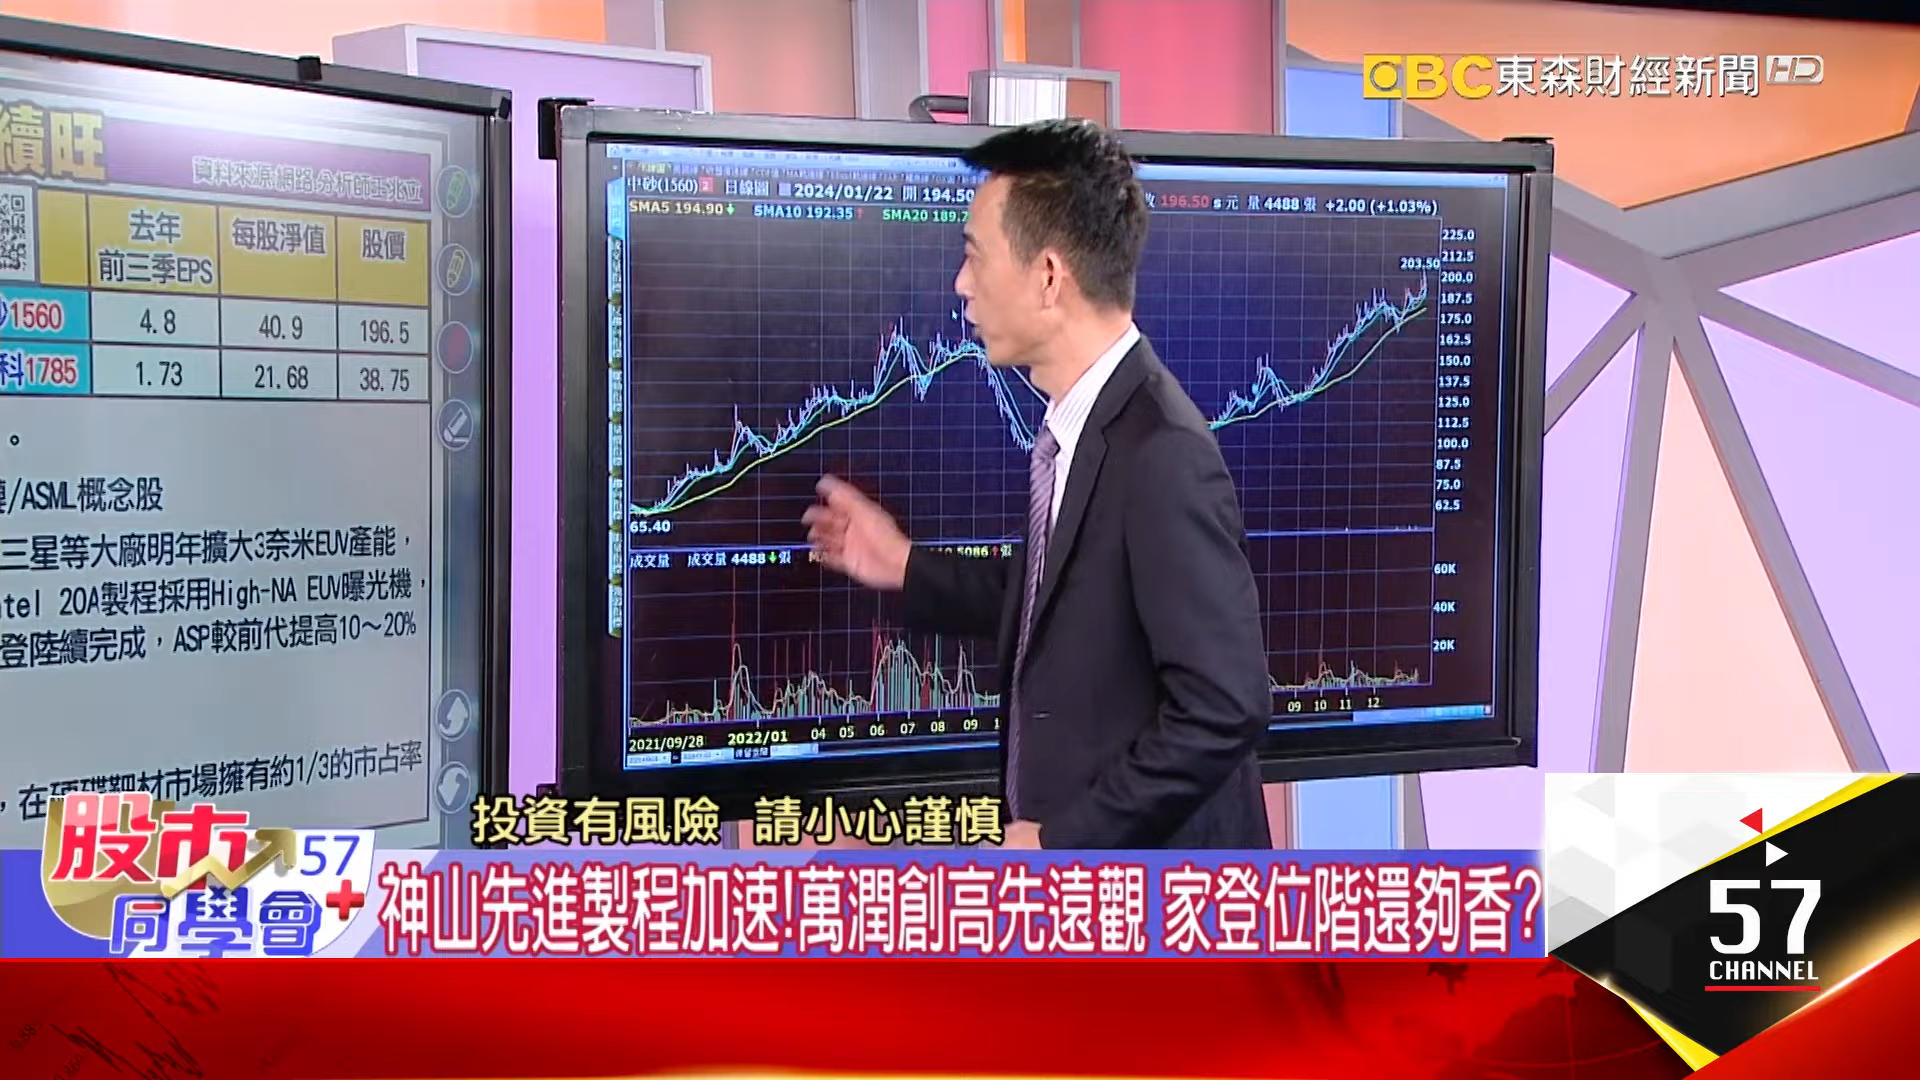 EBC東森財經新聞HD
續旺
資料來源:網路,分析師王兆立
去年
前三季EPS
每股淨值
股價
1560
4.8
40.9
196.5
科1785
1.73
21.68
38.75
。
/ASML概念股
三星等大廠明年擴大3奈米EUV產能，
ntel 20A製程採用High-NA EUV曝光機，
登陸續完成，ASP較前代提高10～20%
，在硬碟靶材市場擁有約1/3的市占率
中砂(1560) 日線圖 2024/01/22 開 194.50
收 196.50 s 元 量 4488 張 +2.00 (+1.03%)
SMA5 194.90↓ SMA10 192.35↑ SMA20 189.2
225.0
203.50
212.5
200.0
187.5
175.0
162.5
150.0
137.5
125.0
112.5
100.0
87.5
75.0
62.5
65.40
成交量 成交量 4488↓張
5086↑張
60K
40K
20K
2021/09/28 2022/01 04 05 06 07 08 09 1
09 10 11 12
投資有風險 請小心謹慎
股市57
同學會+
神山先進製程加速!萬潤創高先遠觀 家登位階還夠香?
57
CHANNEL